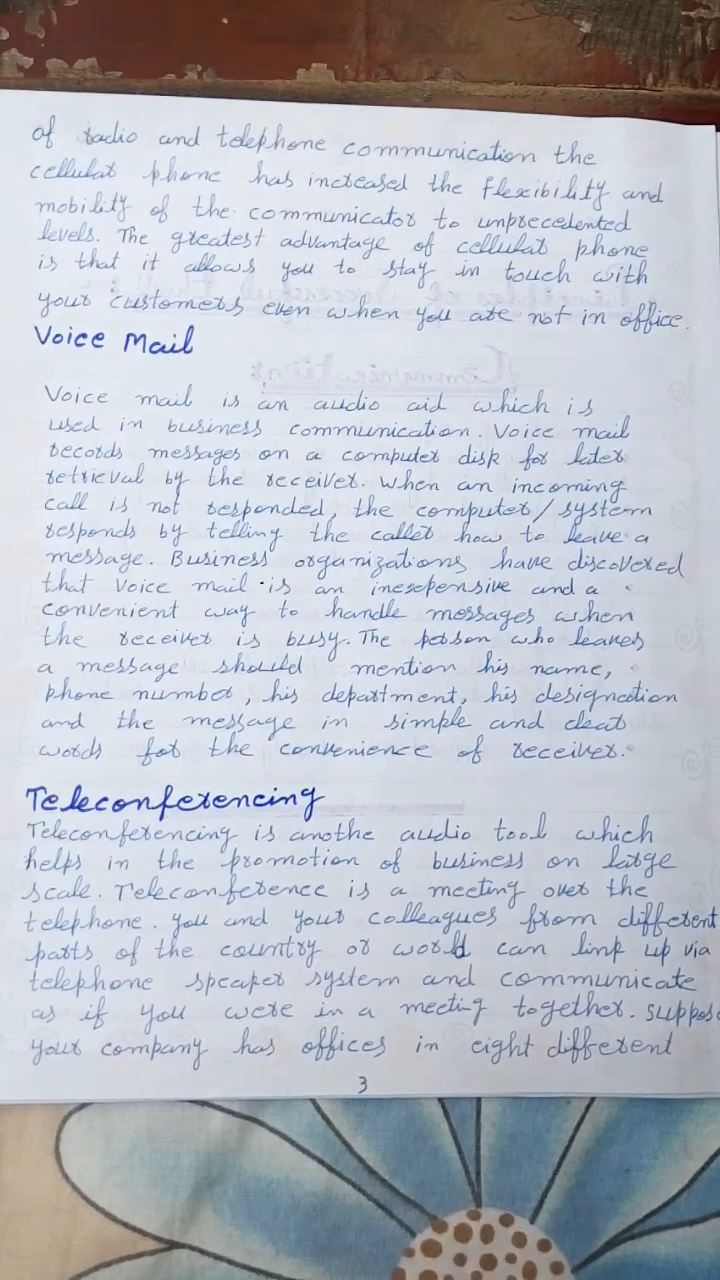 of radio and telephone communication the
cellular phone has increased the flexibility and
mobility of the communicator to unprecedented
levels. The greatest advantage of cellular phone
is that it allows you to stay in touch with
your customers even when you are not in office.
Voice Mail
Voice mail is an audio aid which is
used in business communication. Voice mail
records messages on a computer disk for later
retrieval by the receiver. When an incoming
call is not responded, the computer/system
responds by telling the caller how to leave a
message. Business organizations have discovered
that Voice mail is an inexepensive and a
convenient way to handle messages when
the receiver is busy. The person who leaves
a message should mention his name,
phone number, his department, his designation
and the message in simple and clear
words for the convenience of receiver.
Teleconferencing
Teleconferencing is anothe audio tool which
helps in the promotion of business on large
scale. Teleconference is a meeting over the
telephone. you and your colleagues from different
parts of the country or world can link up via
telephone speaper system and communicate
as if you were in a meeting together. suppos
your company has offices in eight different
3